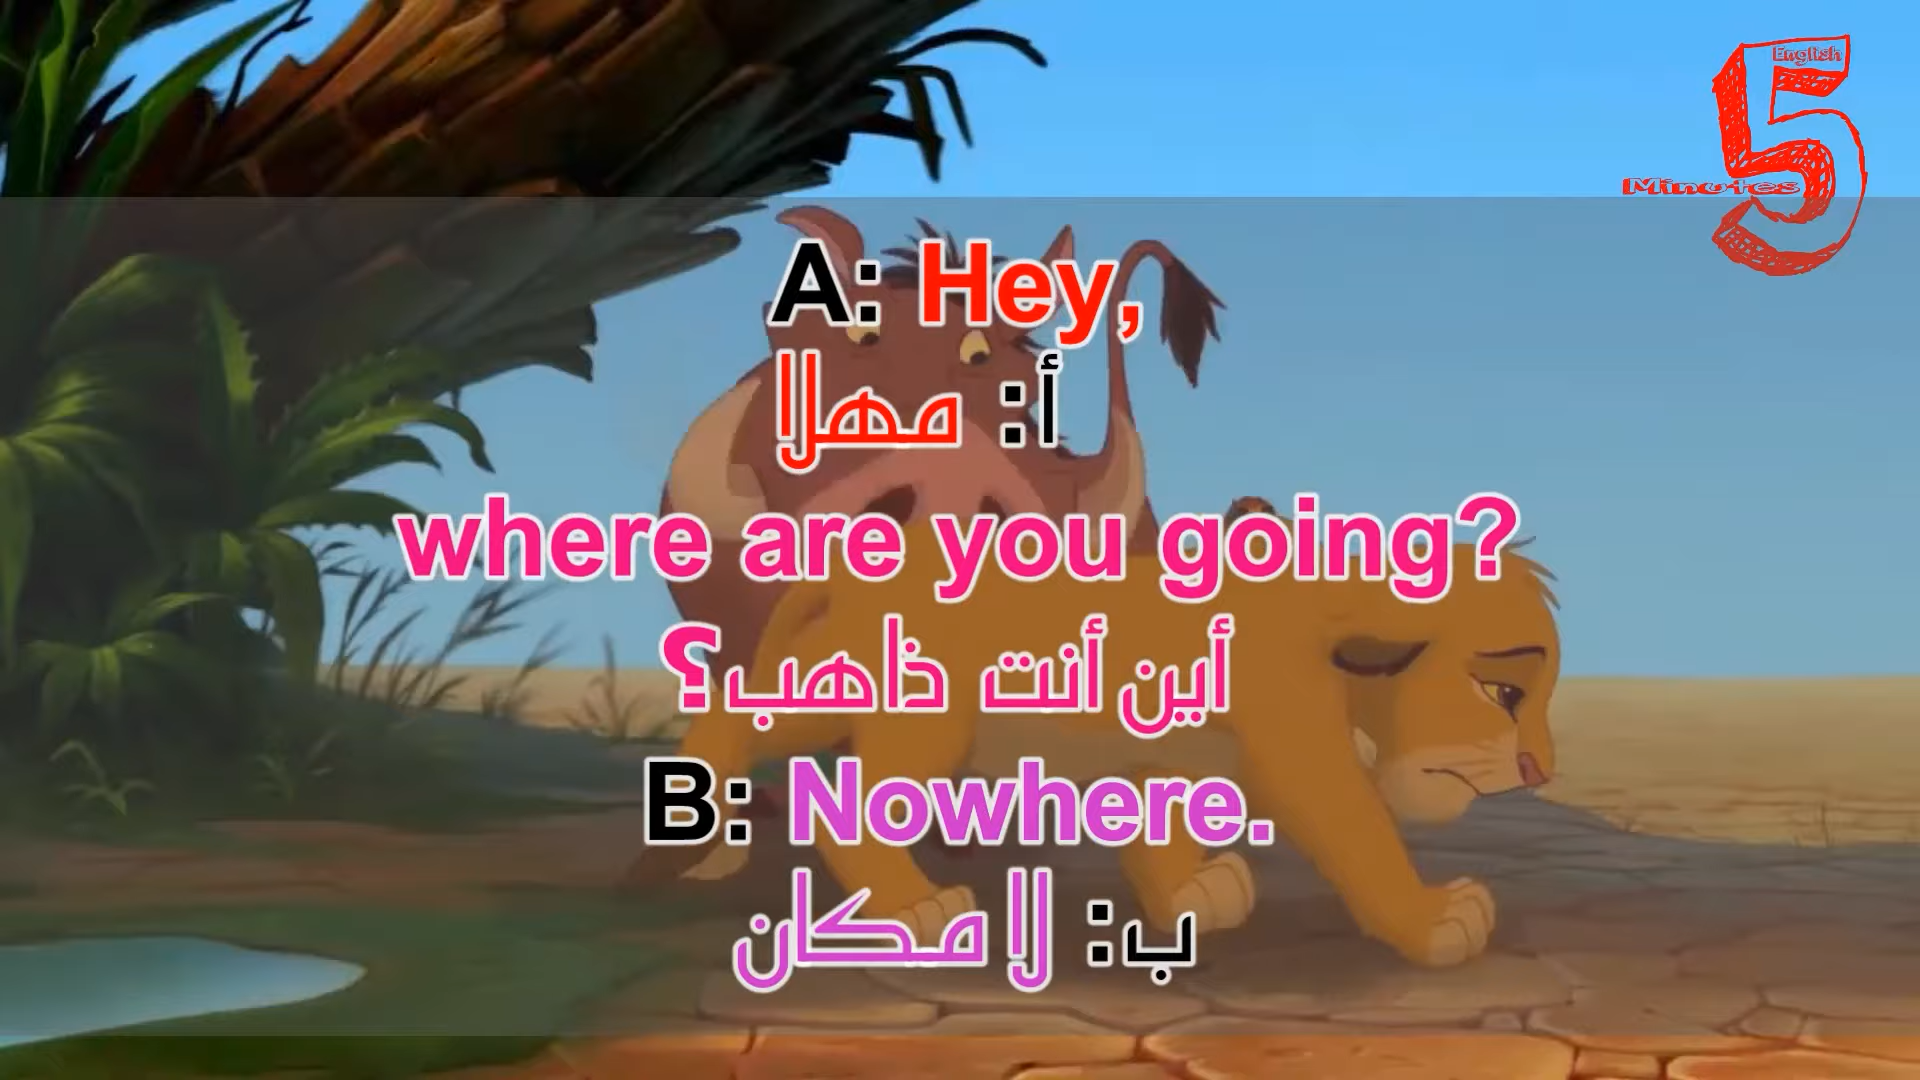 English
5
Minutes
A: Hey,
أ: مهلا
where are you going?
أين أنت ذاهب؟
B: Nowhere.
ب: لا مكان